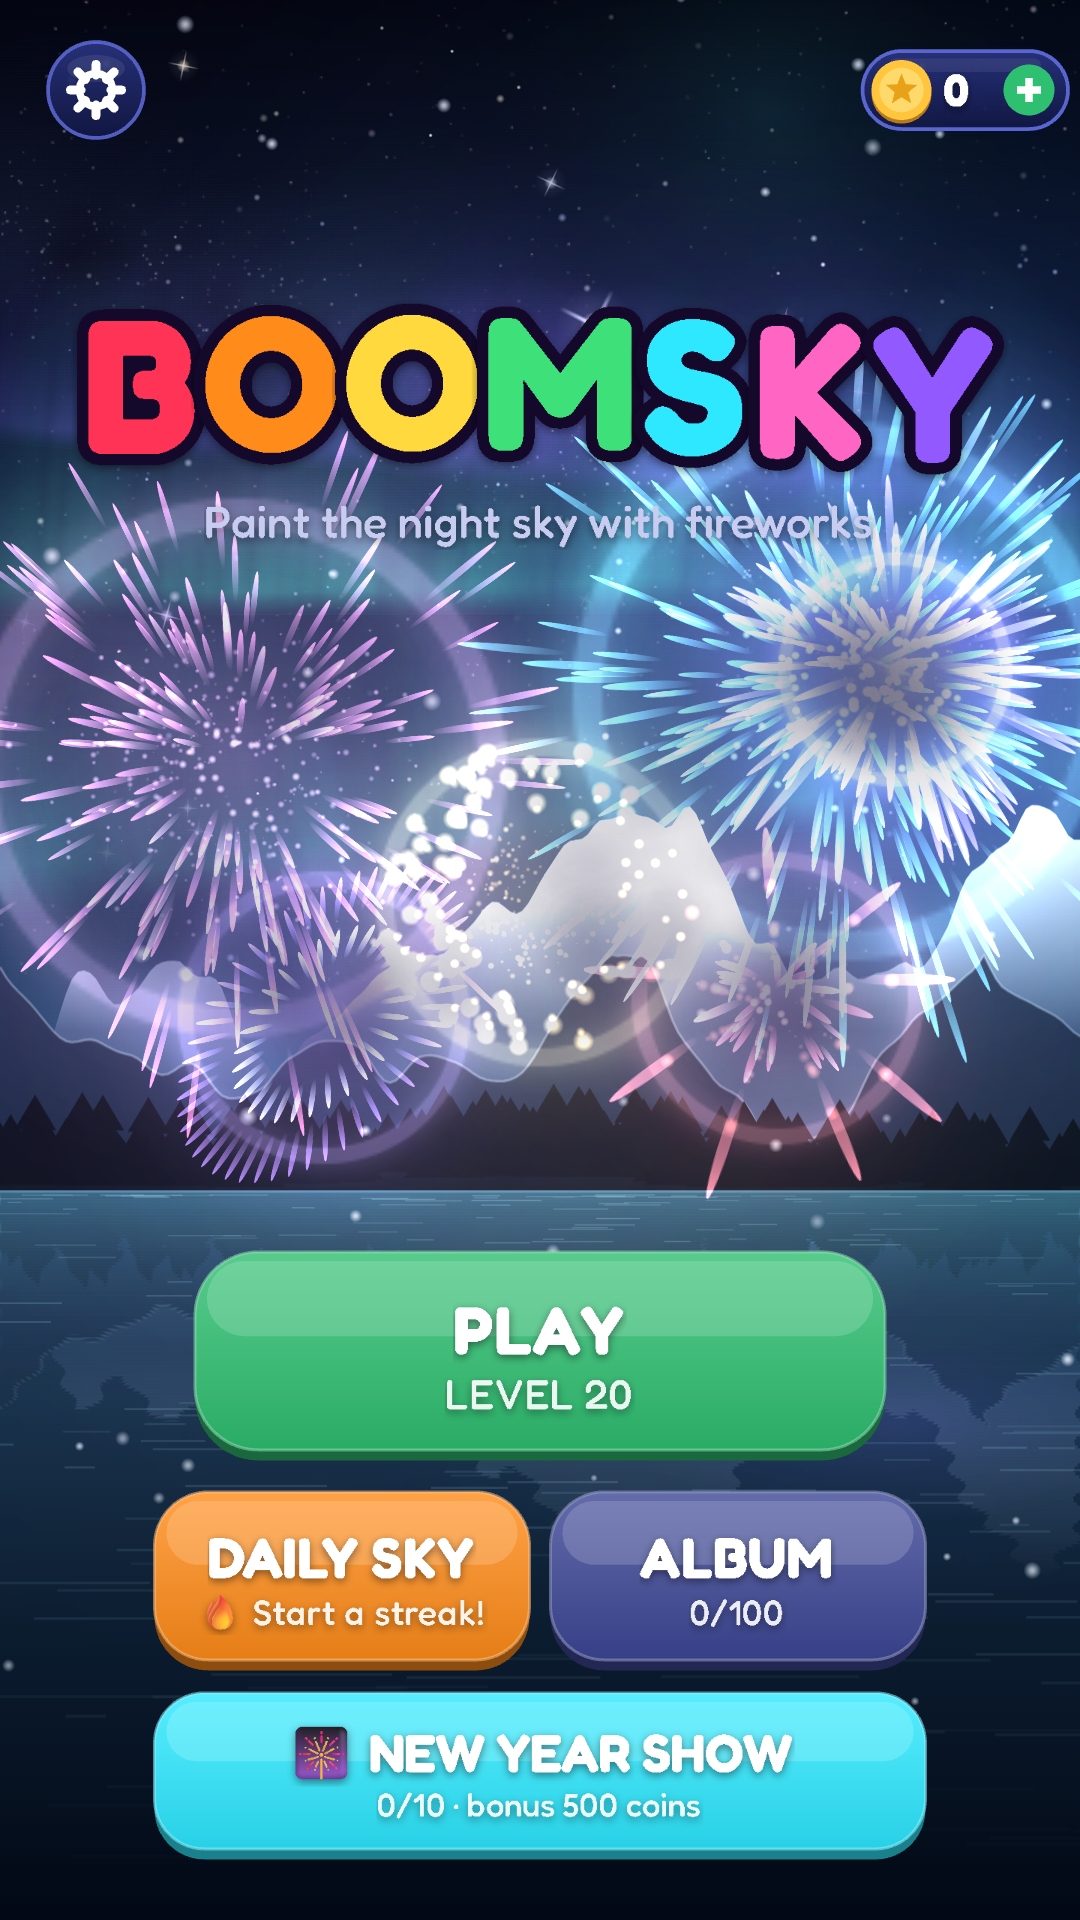 0
BOOMSKY
Paint the night sky with fireworks
PLAY
LEVEL 20
DAILY SKY
Start a streak!
ALBUM
0/100
NEW YEAR SHOW
0/10 · bonus 500 coins